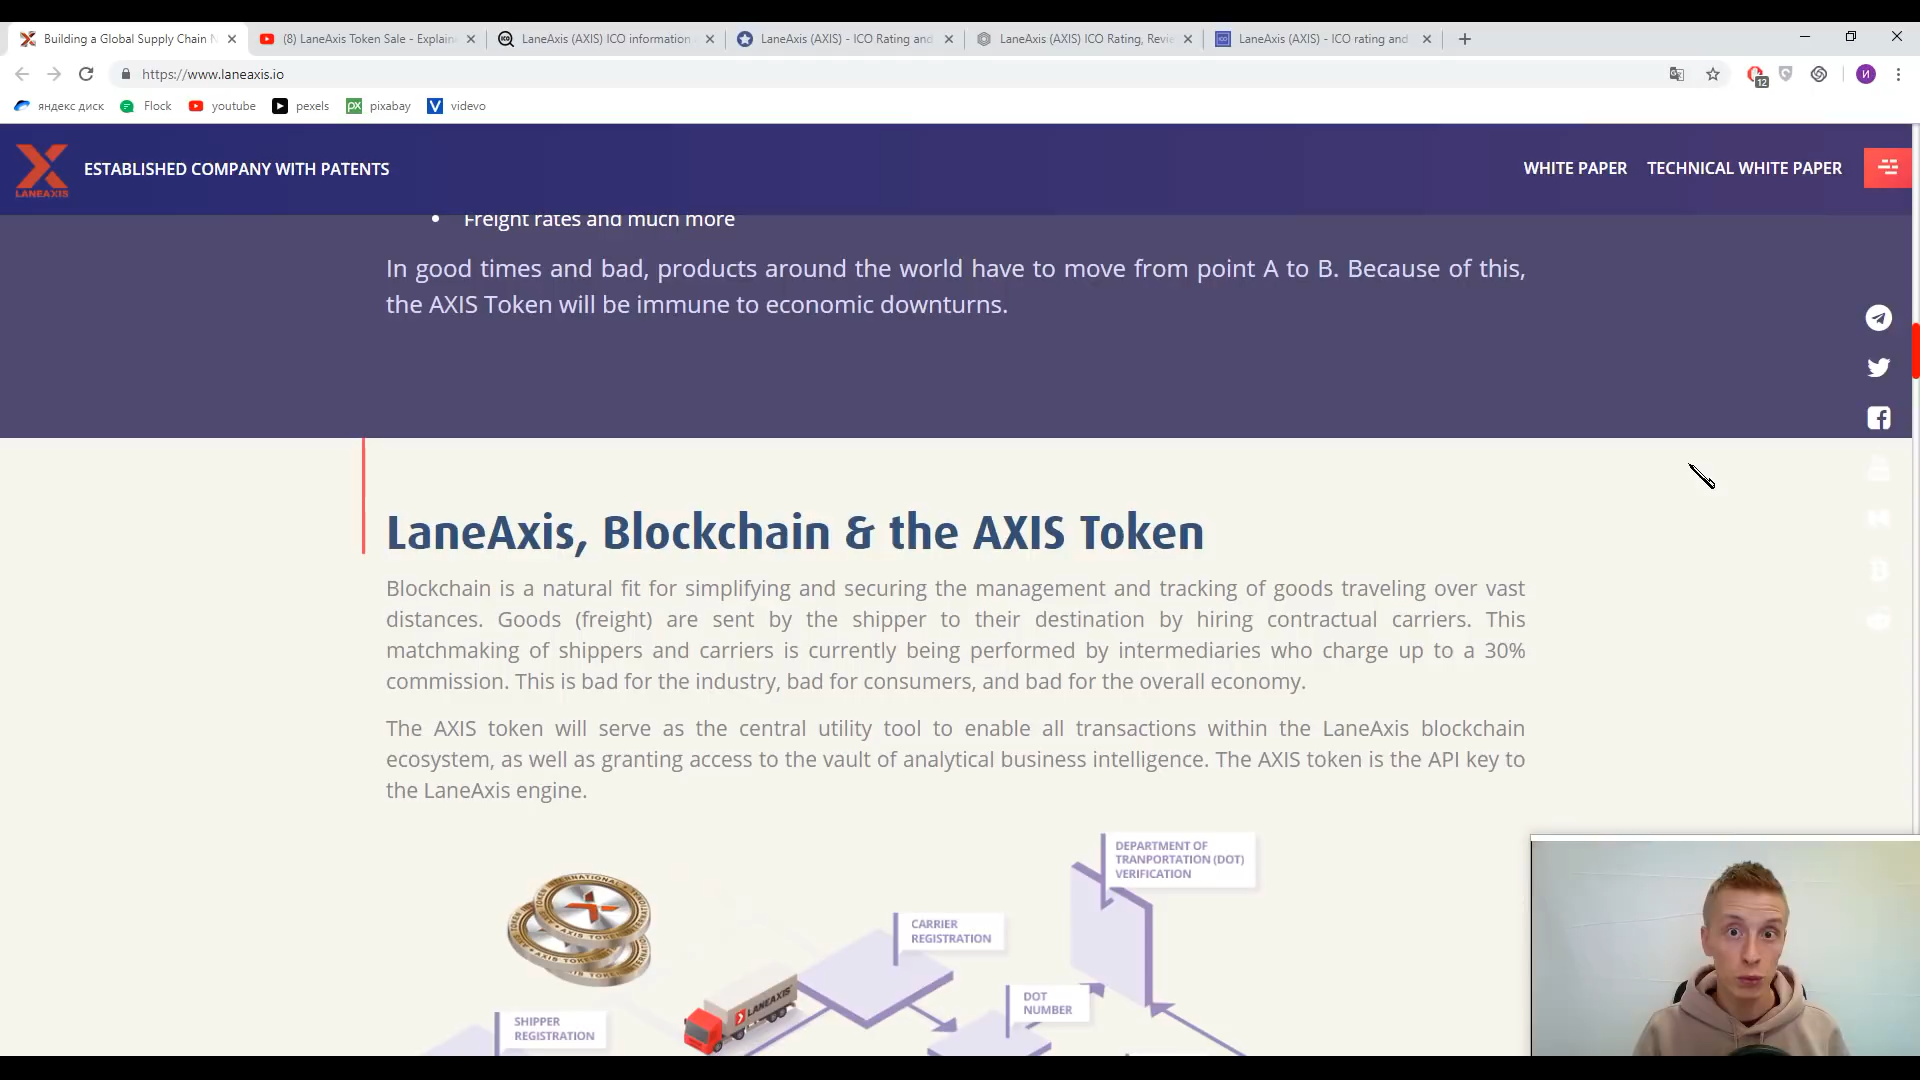 Building a Global Supply Chain N
(8) LaneAxis Token Sale - Explain
LaneAxis (AXIS) ICO information
LaneAxis (AXIS) - ICO Rating and
LaneAxis (AXIS) ICO Rating, Revie
LaneAxis (AXIS) - ICO rating and
https://www.laneaxis.io
12
И
яндекс диск
Flock
youtube
px
pexels
pixabay
videvo
LANEAXIS
ESTABLISHED COMPANY WITH PATENTS
WHITE PAPER
TECHNICAL WHITE PAPER
• Freight rates and much more
In good times and bad, products around the world have to move from point A to B. Because of this,
the AXIS Token will be immune to economic downturns.
LaneAxis, Blockchain & the AXIS Token
Blockchain is a natural fit for simplifying and securing the management and tracking of goods traveling over vast
distances. Goods (freight) are sent by the shipper to their destination by hiring contractual carriers. This
matchmaking of shippers and carriers is currently being performed by intermediaries who charge up to a 30%
commission. This is bad for the industry, bad for consumers, and bad for the overall economy.
The AXIS token will serve as the central utility tool to enable all transactions within the LaneAxis blockchain
ecosystem, as well as granting access to the vault of analytical business intelligence. The AXIS token is the API key to
the LaneAxis engine.
DEPARTMENT OF
TRANPORTATION (DOT)
VERIFICATION
CARRIER
REGISTRATION
DOT
NUMBER
LANEAXIS
SHIPPER
REGISTRATION